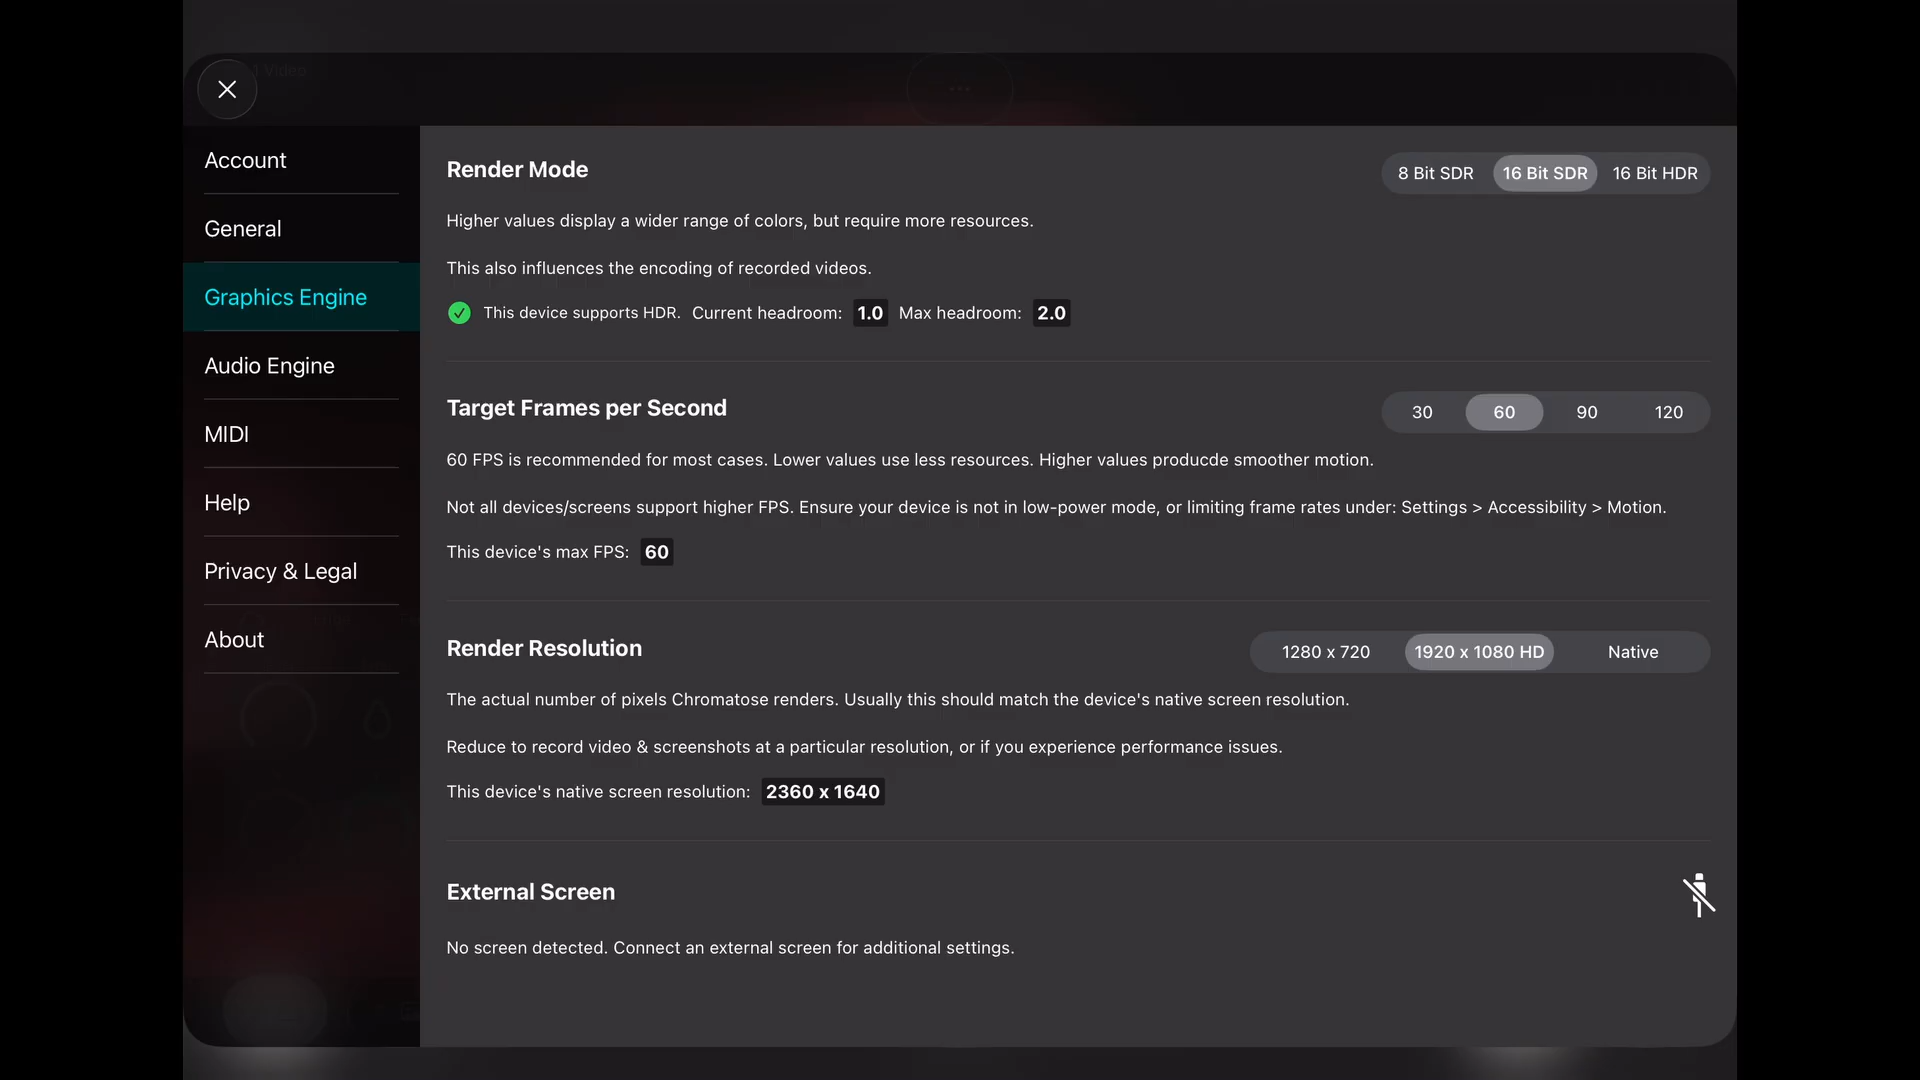 1 Video
Account
General
Graphics Engine
Audio Engine
MIDI
Help
Privacy & Legal
About
Render Mode
8 Bit SDR 16 Bit SDR 16 Bit HDR
Higher values display a wider range of colors, but require more resources.
This also influences the encoding of recorded videos.
This device supports HDR. Current headroom: 1.0 Max headroom: 2.0
Target Frames per Second
30 60 90 120
60 FPS is recommended for most cases. Lower values use less resources. Higher values producde smoother motion.
Not all devices/screens support higher FPS. Ensure your device is not in low-power mode, or limiting frame rates under: Settings > Accessibility > Motion.
This device's max FPS: 60
Render Resolution
1280 x 720 1920 x 1080 HD Native
The actual number of pixels Chromatose renders. Usually this should match the device's native screen resolution.
Reduce to record video & screenshots at a particular resolution, or if you experience performance issues.
This device's native screen resolution: 2360 x 1640
External Screen
No screen detected. Connect an external screen for additional settings.